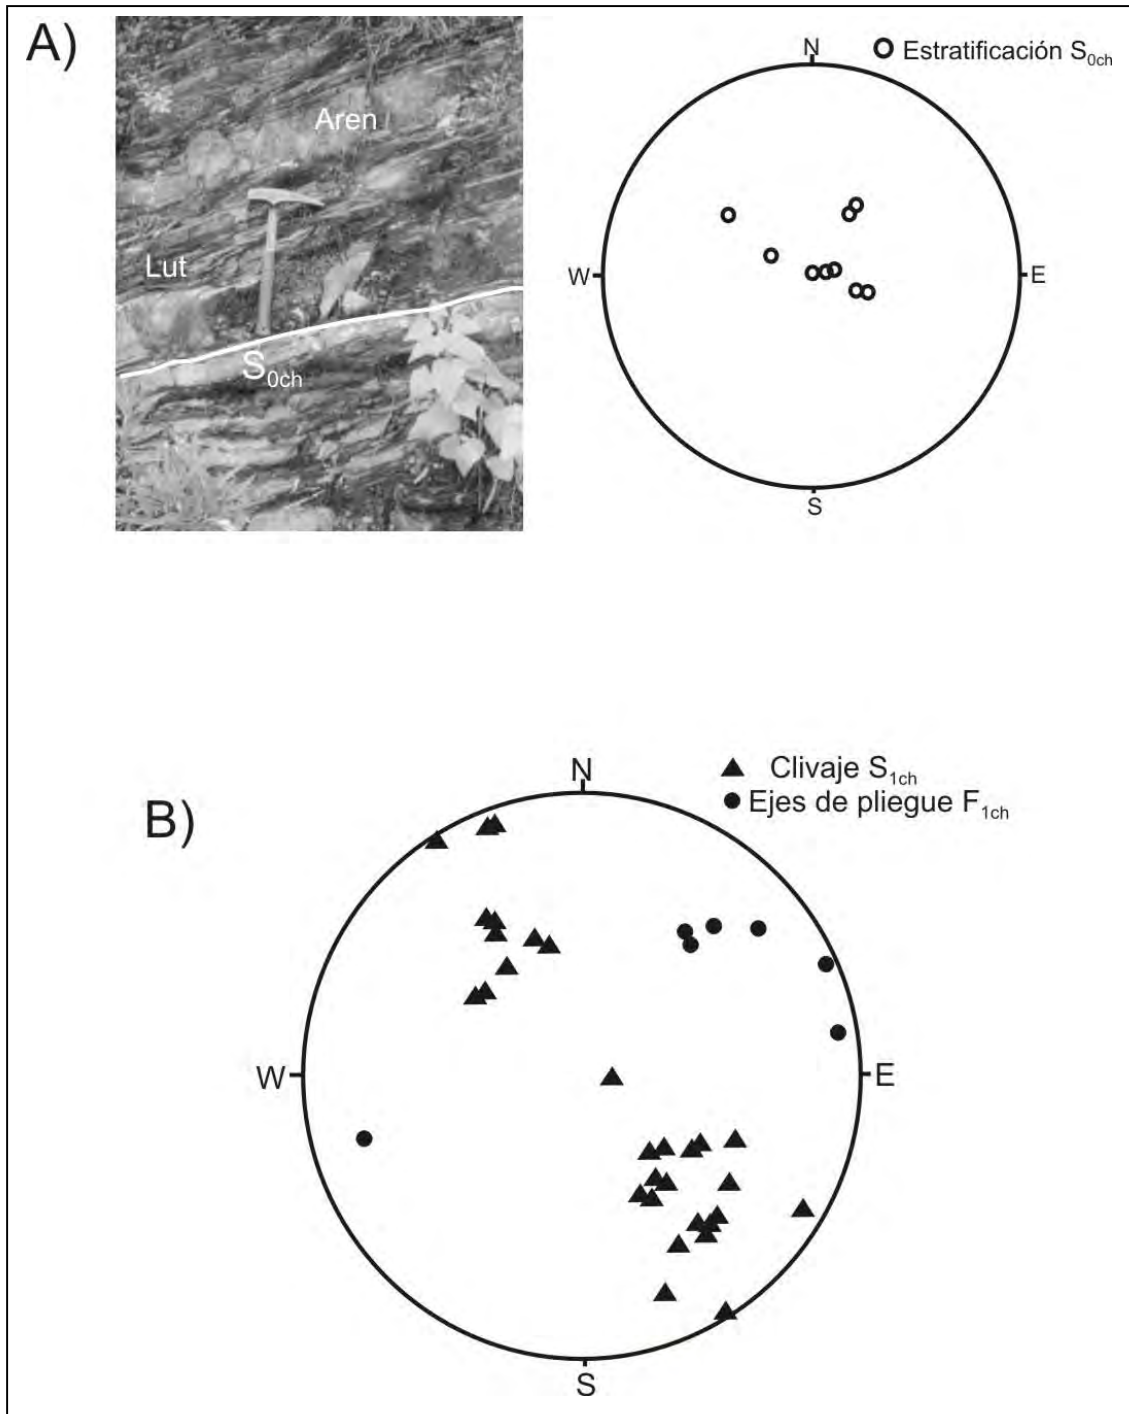 A)
Aren
Lut
S0ch
N
Estratificación S0ch
W
E
S
B)
N
Clivaje S1ch
Ejes de pliegue F1ch
W
E
S